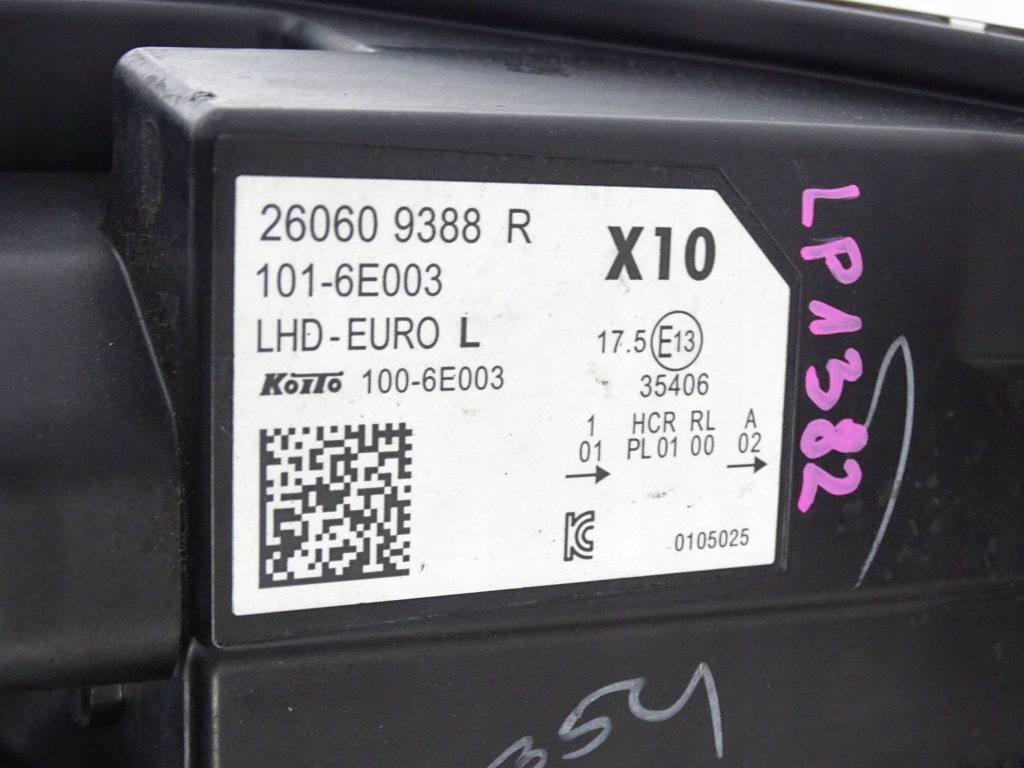 26060 9388 R
101-6E003
LHD-EURO L
KOITO 100-6E003
X10
17.5 E13
35406
1 HCR RL A
01 PL 01 00 02
0105025
LPA1382
354